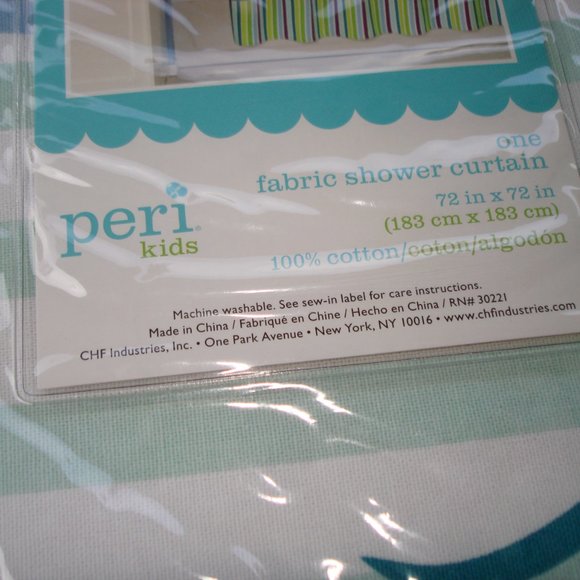 one
fabric shower curtain
72 in x 72 in
(183 cm x 183 cm)
100% cotton/coton/algodón
peri®
kids
Machine washable. See sew-in label for care instructions.
Made in China / Fabriqué en Chine / Hecho en China / RN# 30221
CHF Industries, Inc. • One Park Avenue • New York, NY 10016 • www.chfindustries.com